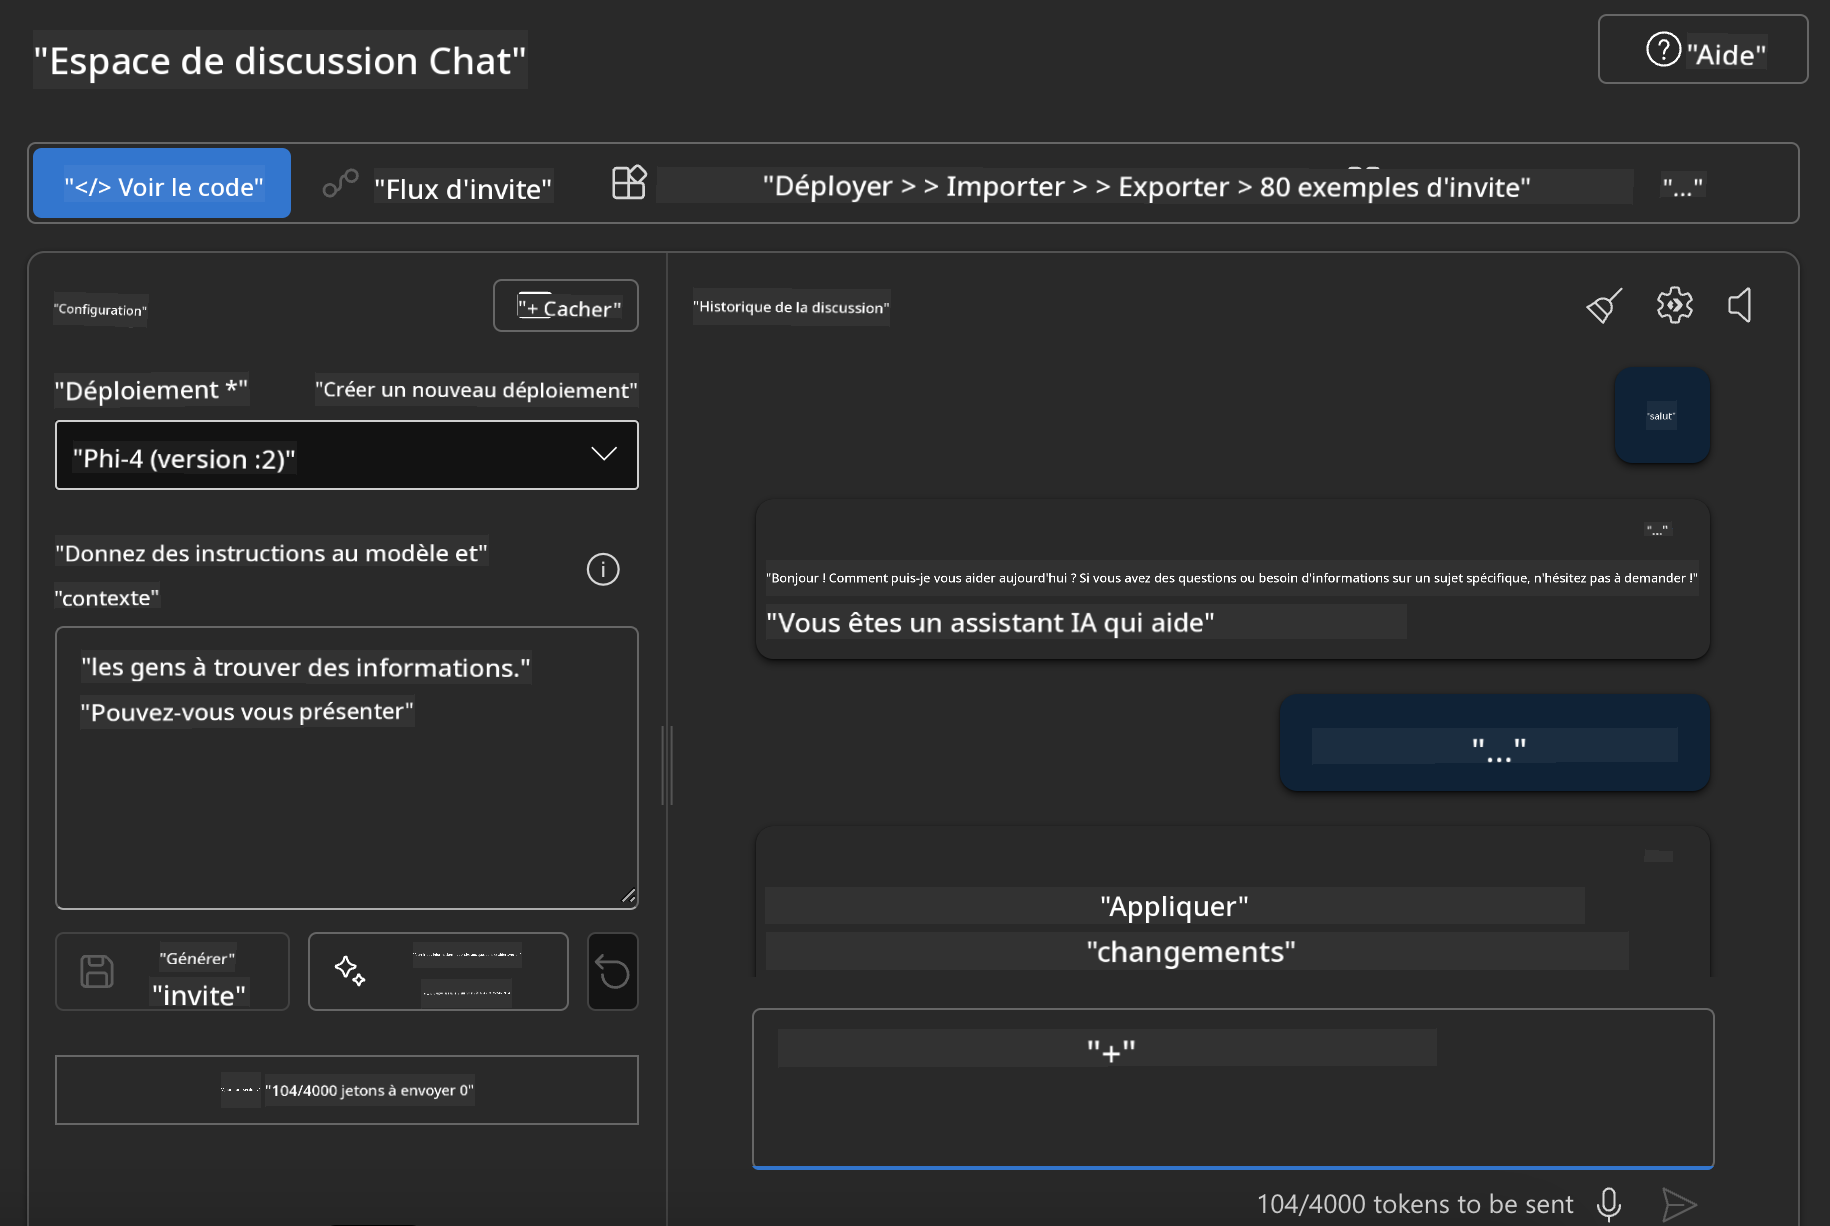 "Espace de discussion Chat"
"Aide"
"</> Voir le code"
"Flux d'invite"
"Déployer > > Importer > > Exporter > 80 exemples d'invite"
"..."
"Configuration"
"+ Cacher"
"Déploiement *"
"Créer un nouveau déploiement"
"Phi-4 (version :2)"
"Donnez des instructions au modèle et"
"contexte"
"les gens à trouver des informations."
"Pouvez-vous vous présenter"
"Générer"
"invite"
"104/4000 jetons à envoyer 0"
"Historique de la discussion"
"salut"
"..."
"Bonjour ! Comment puis-je vous aider aujourd'hui ? Si vous avez des questions ou besoin d'informations sur un sujet spécifique, n'hésitez pas à demander !"
"Vous êtes un assistant IA qui aide"
"..."
"Appliquer"
"changements"
"+"
104/4000 tokens to be sent